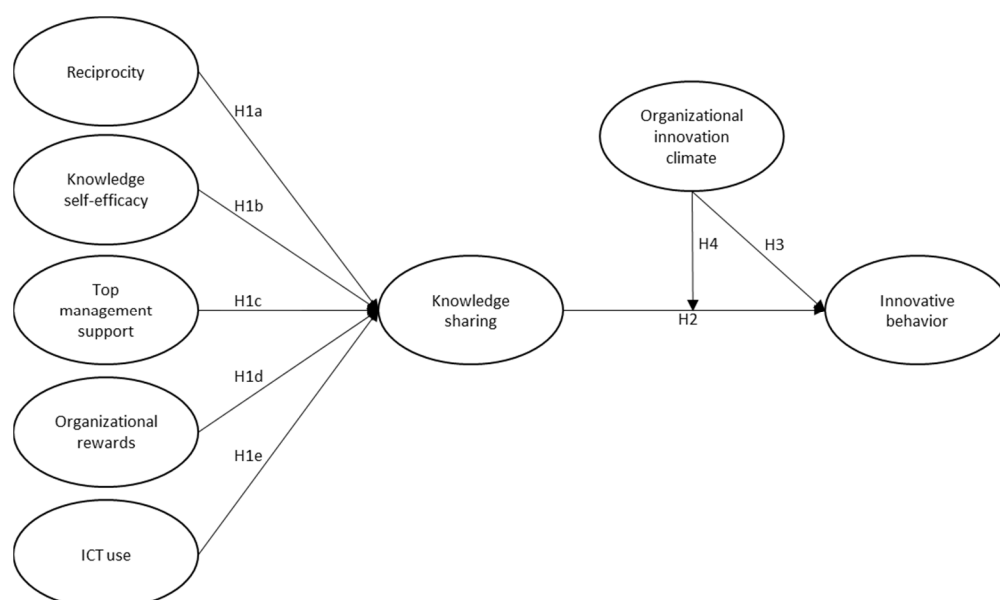 Reciprocity
H1a
Knowledge
self-efficacy
H1b
Top
management
support
H1c
Organizational
rewards
H1d
ICT use
H1e
Knowledge
sharing
Organizational
innovation
climate
H4
H3
H2
Innovative
behavior